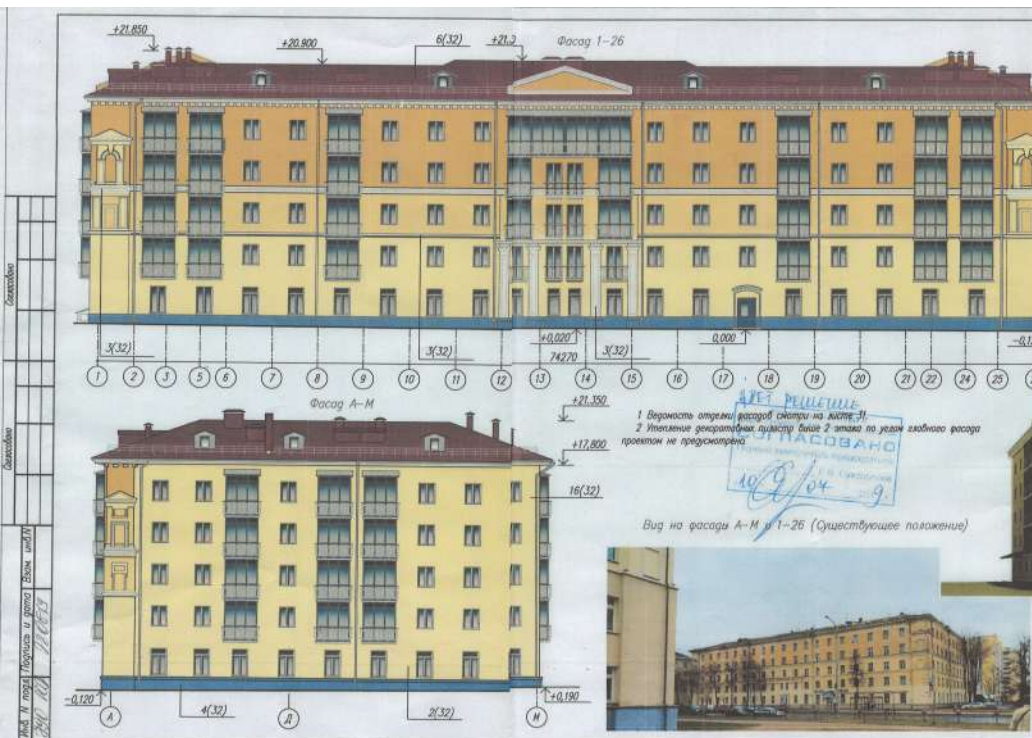 +21.850
+20.900
6(32)
+21.3
Фасад 1-26
3(32)
3(32)
+0,020
74270
3(32)
0,000
1 2 3 5 6 7 8 9 10 11 12 13 14 15 16 17 18 19 20 21 22 24 25
Фасад А-М
+21.350
+17,800
16(32)
ЦВЕТ РЕШЕНИЕ
1 Ведомость отделки фасадов смотри на листе 31
2 Утепление декоративных пилястр выше 2 этажа по углам главного фасада
проектом не предусмотрено
СОГЛАСОВАНО
10 04 9
Вид на фасады А-М и 1-26 (Существующее положение)
-0,120
4(32)
2(32)
+0,190
А Д М
Согласовано
Согласовано
Взам. инв.N
Подпись и дата
Инв. N подл.